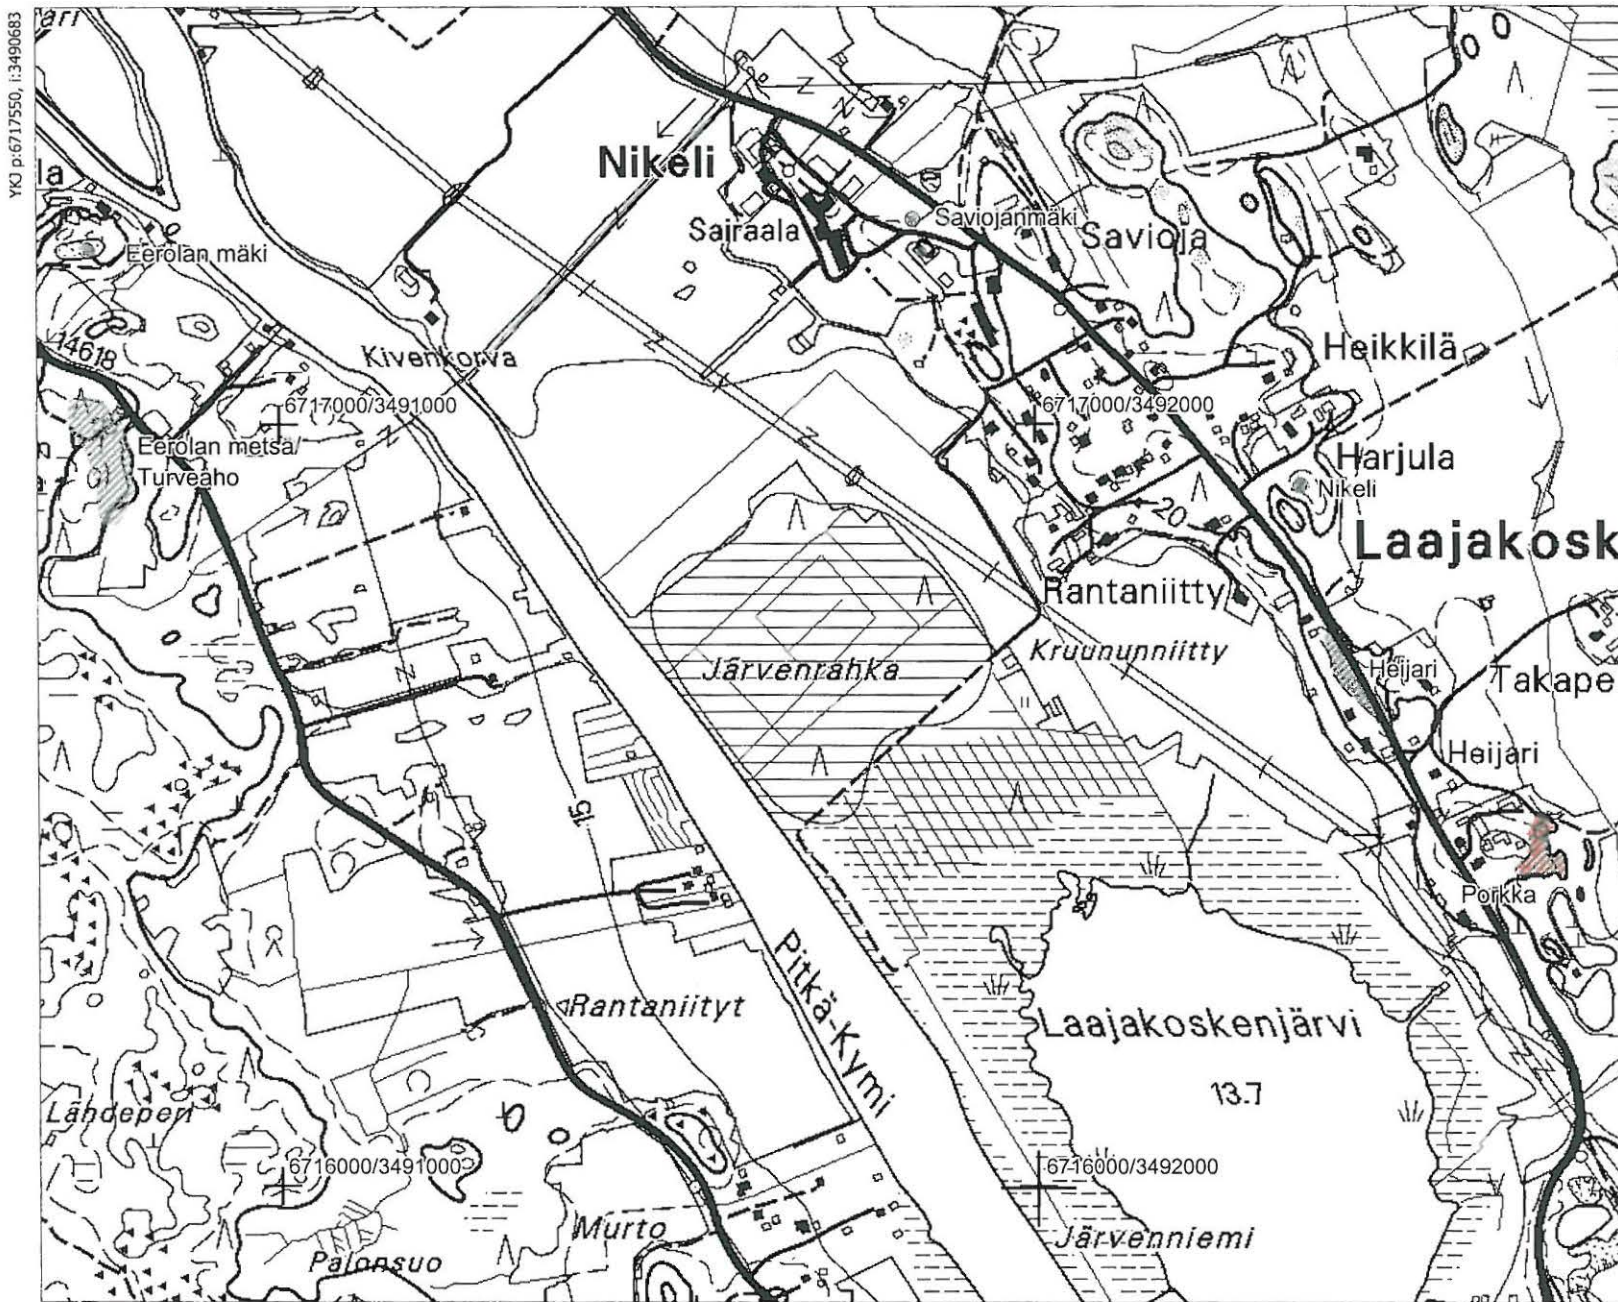 YKJ p:6717550, i:3490683
äri
la
Nikeli
Sairaala
Saviojanmäki
Savioja
Eerolan mäki
14618
Kivenkorva
Heikkilä
6717000/3491000
6717000/3492000
Eerolan metsä/
Turveaho
Harjula
Nikeli
20
Laajakosk
Rantaniitty
Kruununniitty
Järvenrahka
Heijari
Takape
Heijari
15
Porkka
Pitkä-Kymi
Rantaniityt
Laajakoskenjärvi
13.7
Lähdeperi
6716000/3491000
6716000/3492000
Murto
Järvenniemi
Palonsuo